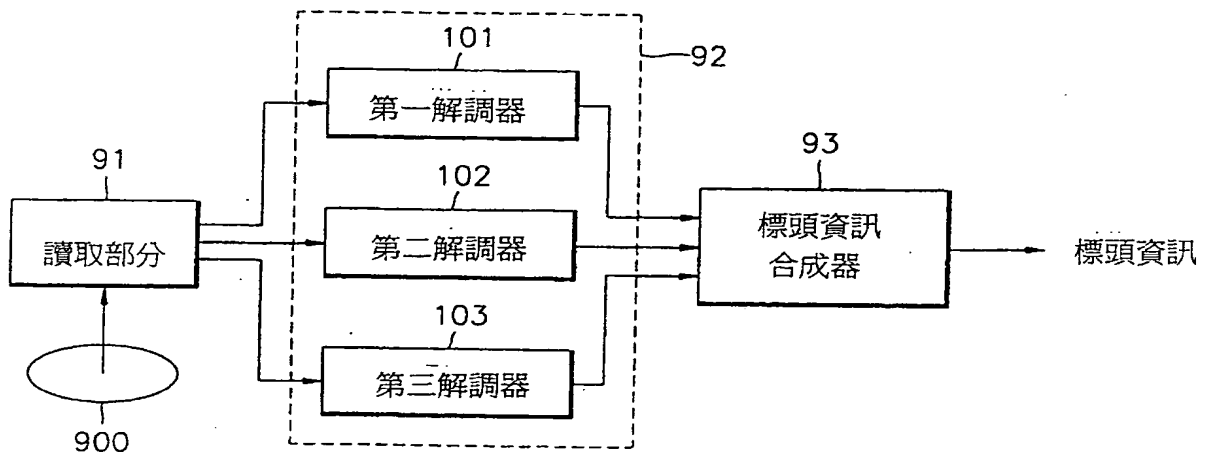 101
92
第一解調器
91
93
102
讀取部分
第二解調器
標頭資訊
合成器
標頭資訊
103
第三解調器
900